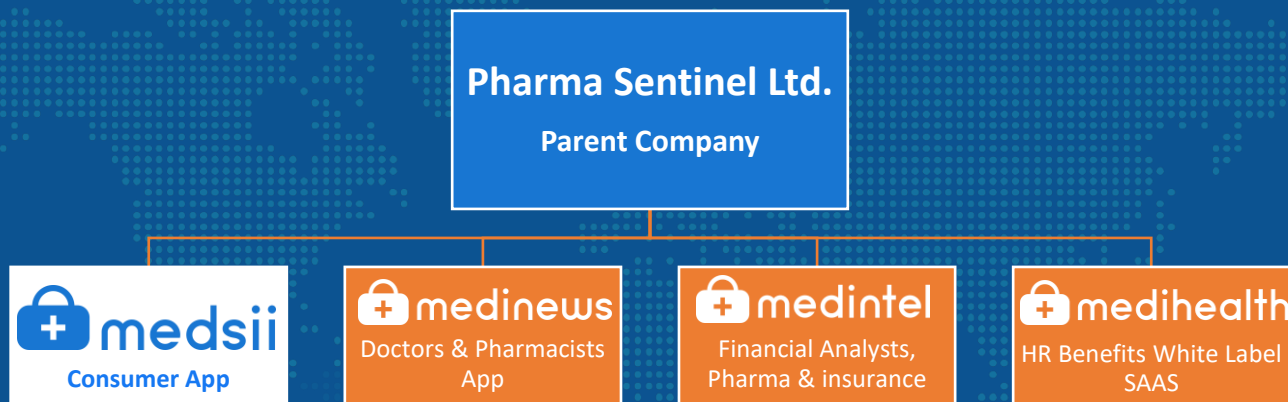 Pharma Sentinel Ltd.
Parent Company
medsii
Consumer App
medinews
Doctors & Pharmacists
App
medintel
Financial Analysts,
Pharma & insurance
medihealth
HR Benefits White Label
SAAS